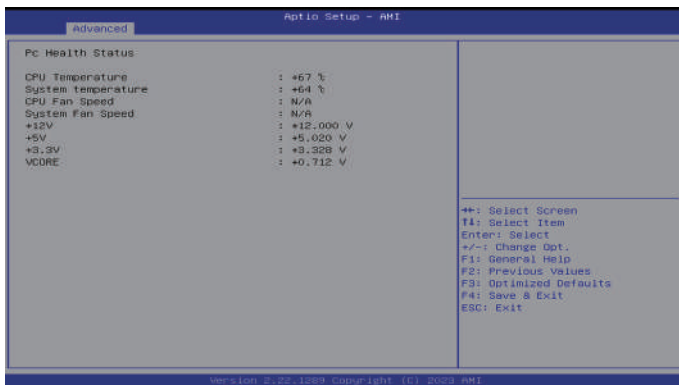 Aptio Setup - AMI
Advanced
Pc Health Status
CPU Temperature : +67 ℃
System temperature : +64 ℃
CPU Fan Speed : N/A
System Fan Speed : N/A
+12V : +12.000 V
+5V : +5.020 V
+3.3V : +3.328 V
VCORE : +0.712 V
→←: Select Screen
↑↓: Select Item
Enter: Select
+/-: Change Opt.
F1: General Help
F2: Previous Values
F3: Optimized Defaults
F4: Save & Exit
ESC: Exit
Version 2.22.1289 Copyright (C) 2023 AMI